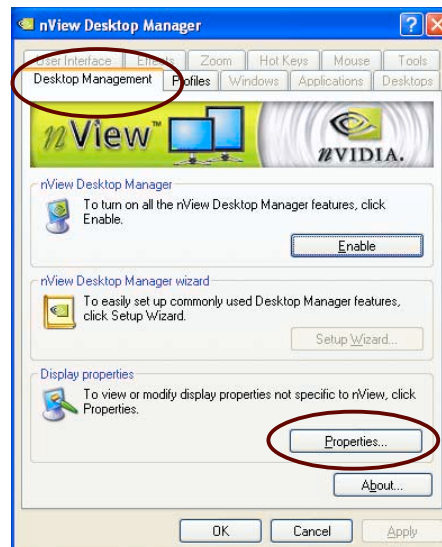 nView Desktop Manager
User Interface Effects Zoom Hot Keys Mouse Tools
Desktop Management Profiles Windows Applications Desktops
nView™
nVIDIA.
nView Desktop Manager
To turn on all the nView Desktop Manager features, click
Enable.
Enable
nView Desktop Manager wizard
To easily set up commonly used Desktop Manager features,
click Setup Wizard.
Setup Wizard...
Display properties
To view or modify display properties not specific to nView, click
Properties.
Properties...
About...
OK Cancel Apply